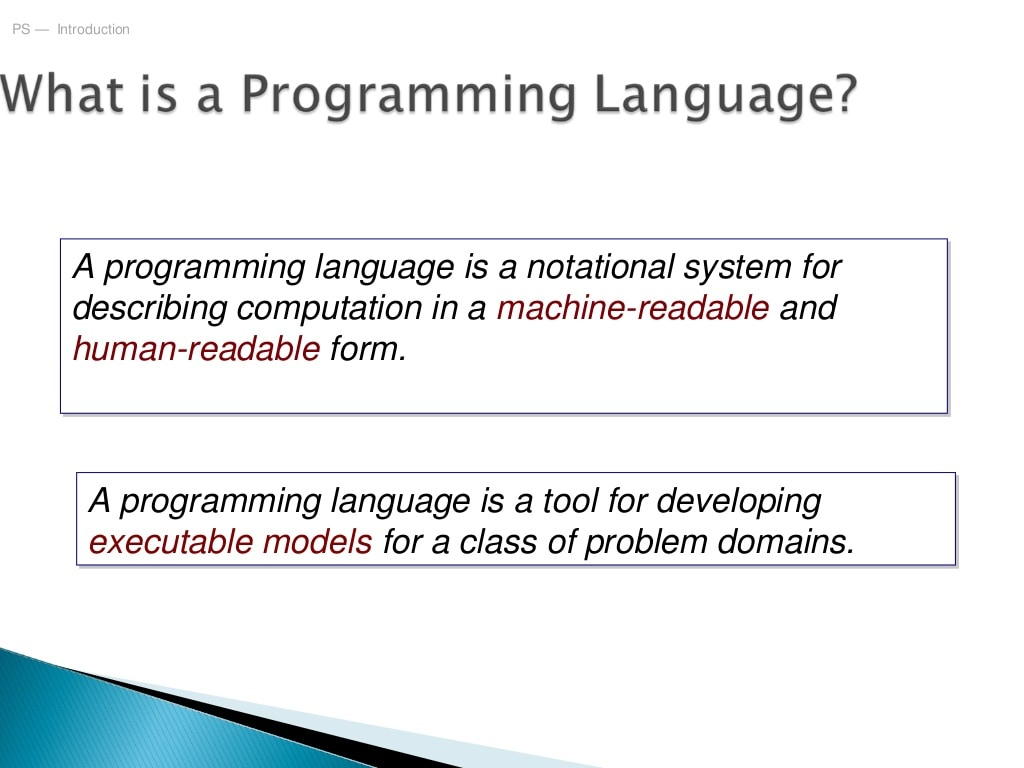 PS — Introduction
What is a Programming Language?
A programming language is a notational system for
describing computation in a machine-readable and
human-readable form.
A programming language is a tool for developing
executable models for a class of problem domains.